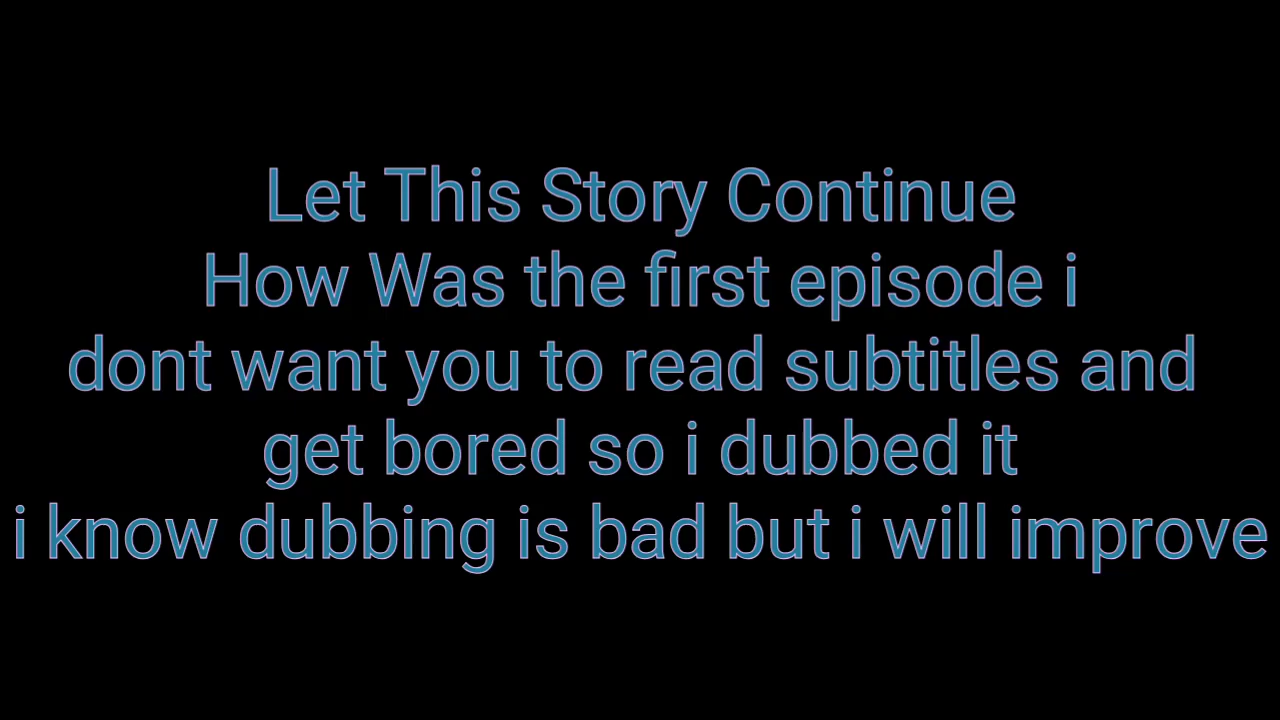 Let This Story Continue
How Was the first episode i
dont want you to read subtitles and
get bored so i dubbed it
i know dubbing is bad but i will improve